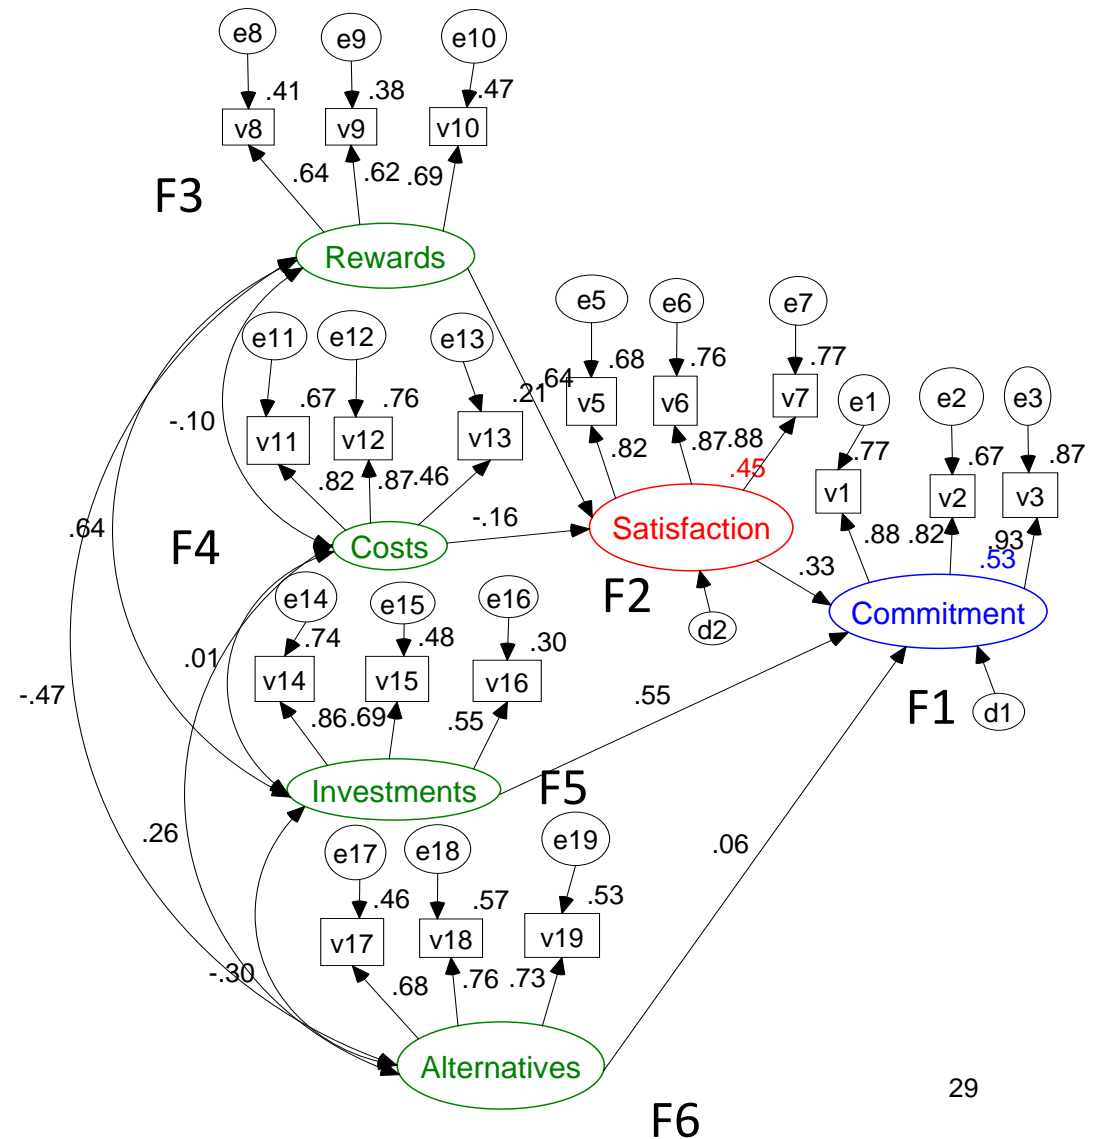 e8
e9
e10
.41
.38
.47
v8
v9
v10
.64
.62
.69
F3
Rewards
e11
e12
e13
e5
e6
e7
.67
.76
.21
.64
.68
.76
.77
v11
v12
v13
v5
v6
v7
e1
e2
e3
-.10
.82
.87
.46
.82
.87
.88
.45
.77
.67
.87
v1
v2
v3
.64
F4
Costs
-.16
Satisfaction
.88
.82
.93
.53
.33
F2
d2
Commitment
F1
d1
e14
e15
e16
.74
.48
.30
.01
v14
v15
v16
-.47
.86
.69
.55
.55
Investments
F5
.26
e17
e18
e19
.06
.46
.57
.53
v17
v18
v19
-.30
.68
.76
.73
Alternatives
F6
29